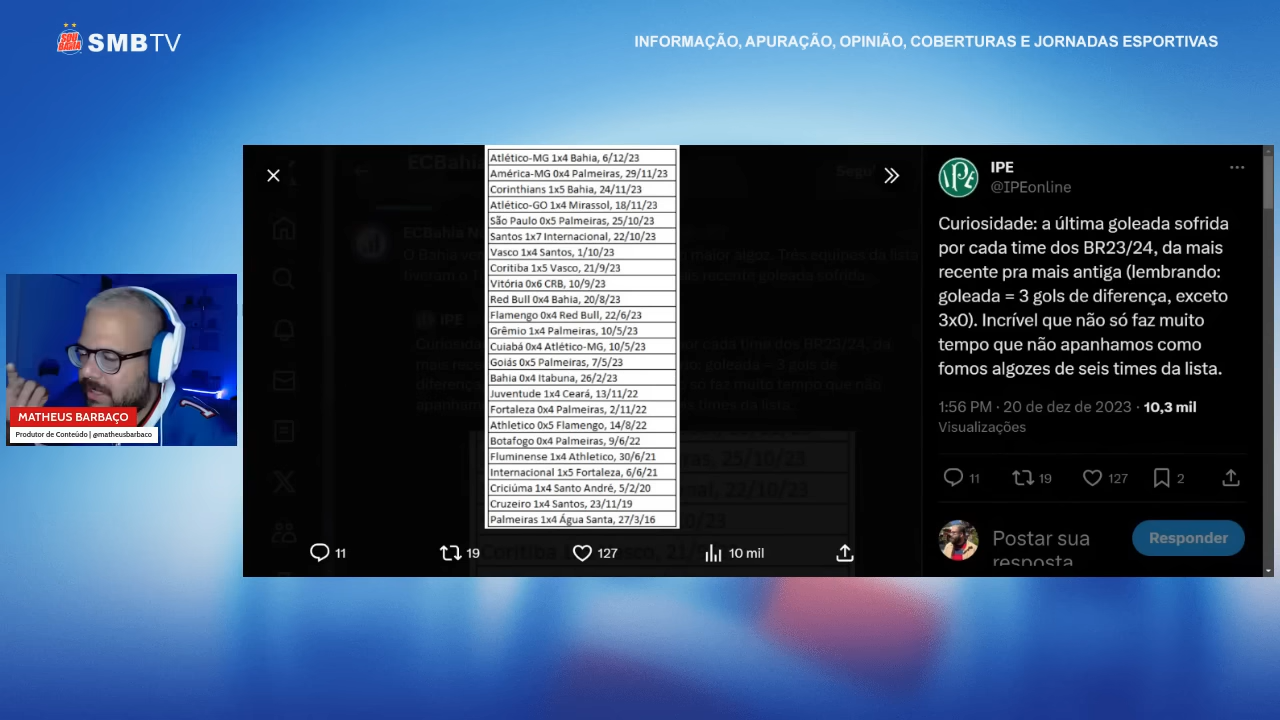 SOU BAHIA
SMBTV
INFORMAÇÃO, APURAÇÃO, OPINIÃO, COBERTURAS E JORNADAS ESPORTIVAS
MATHEUS BARBAÇO
Produtor de Conteúdo | @matheusbarbaco
Atlético-MG 1x4 Bahia, 6/12/23
América-MG 0x4 Palmeiras, 29/11/23
Corinthians 1x5 Bahia, 24/11/23
Atlético-GO 1x4 Mirassol, 18/11/23
São Paulo 0x5 Palmeiras, 25/10/23
Santos 1x7 Internacional, 22/10/23
Vasco 1x4 Santos, 1/10/23
Coritiba 1x5 Vasco, 21/9/23
Vitória 0x6 CRB, 10/9/23
Red Bull 0x4 Bahia, 20/8/23
Flamengo 0x4 Red Bull, 22/6/23
Grêmio 1x4 Palmeiras, 10/5/23
Cuiabá 0x4 Atlético-MG, 10/5/23
Goiás 0x5 Palmeiras, 7/5/23
Bahia 0x4 Itabuna, 26/2/23
Juventude 1x4 Ceará, 13/11/22
Fortaleza 0x4 Palmeiras, 2/11/22
Athletico 0x5 Flamengo, 14/8/22
Botafogo 0x4 Palmeiras, 9/6/22
Fluminense 1x4 Athletico, 30/6/21
Internacional 1x5 Fortaleza, 6/6/21
Criciúma 1x4 Santo André, 5/2/20
Cruzeiro 1x4 Santos, 23/11/19
Palmeiras 1x4 Água Santa, 27/3/16
11
19
127
10 mil
IPE
@IPEonline
Curiosidade: a última goleada sofrida
por cada time dos BR23/24, da mais
recente pra mais antiga (lembrando:
goleada = 3 gols de diferença, exceto
3x0). Incrível que não só faz muito
tempo que não apanhamos como
fomos algozes de seis times da lista.
1:56 PM · 20 de dez de 2023 · 10,3 mil
Visualizações
11 19 127 2
Postar sua
resposta
Responder